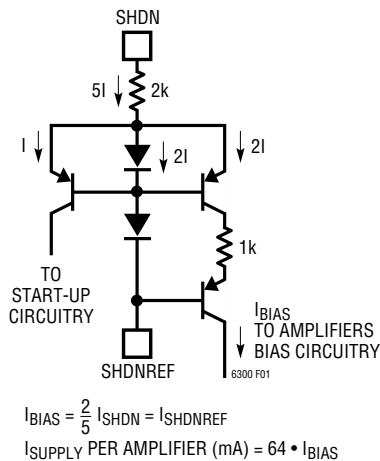 SHDN
5I
2k
I
2I
2I
1k
TO
START-UP
CIRCUITRY
SHDNREF
I_BIAS
TO AMPLIFIERS
BIAS CIRCUITRY
6300 F01
I_BIAS = 2/5 I_SHDN = I_SHDNREF
I_SUPPLY PER AMPLIFIER (mA) = 64 • I_BIAS